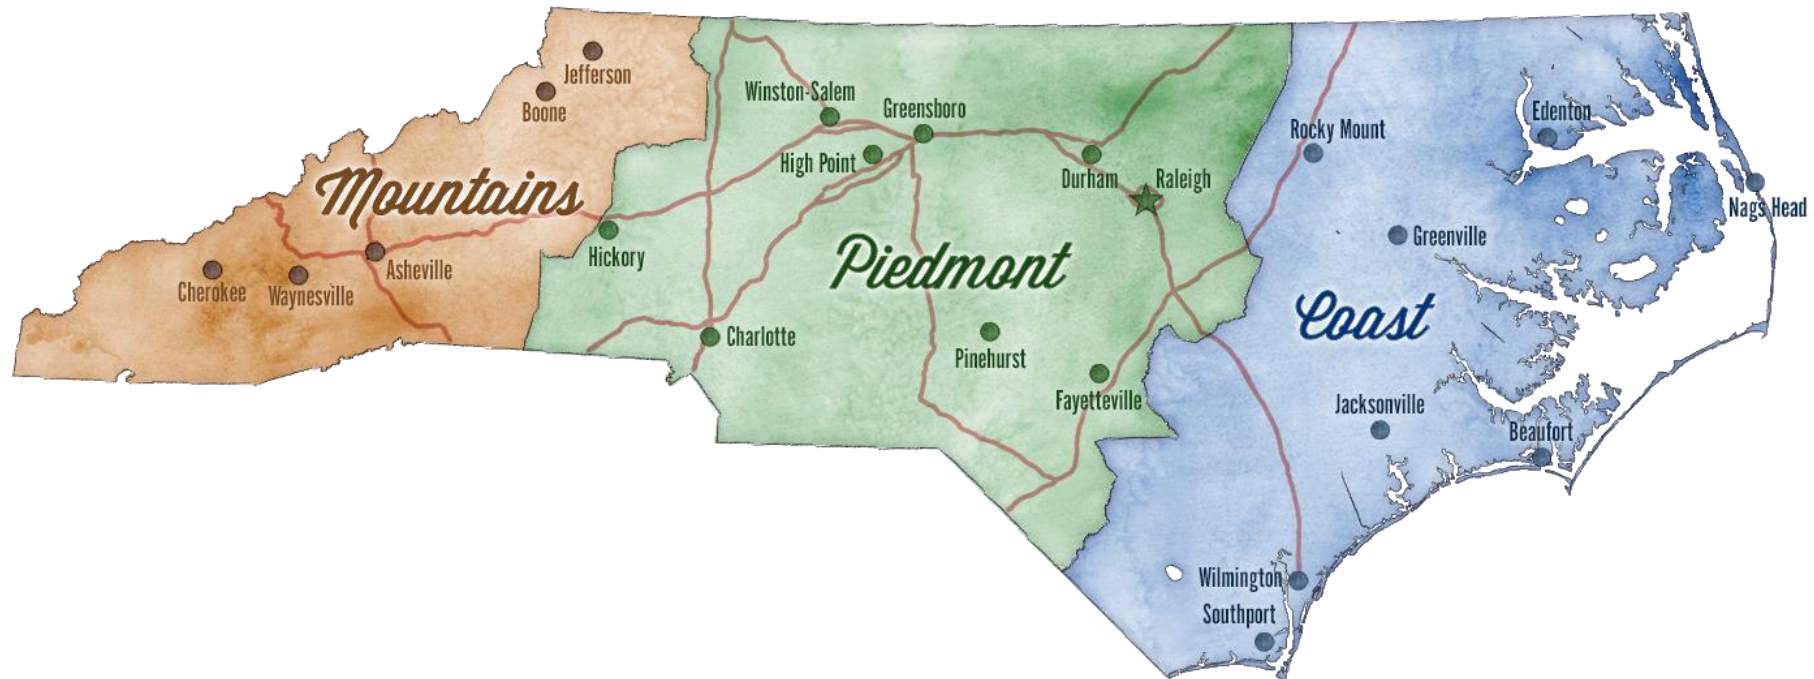 Jefferson
Boone
Mountains
Asheville
Cherokee
Waynesville
Winston-Salem
Greensboro
High Point
Durham
Raleigh
Hickory
Piedmont
Charlotte
Pinehurst
Fayetteville
Edenton
Rocky Mount
Nags Head
Greenville
Coast
Jacksonville
Beaufort
Wilmington
Southport